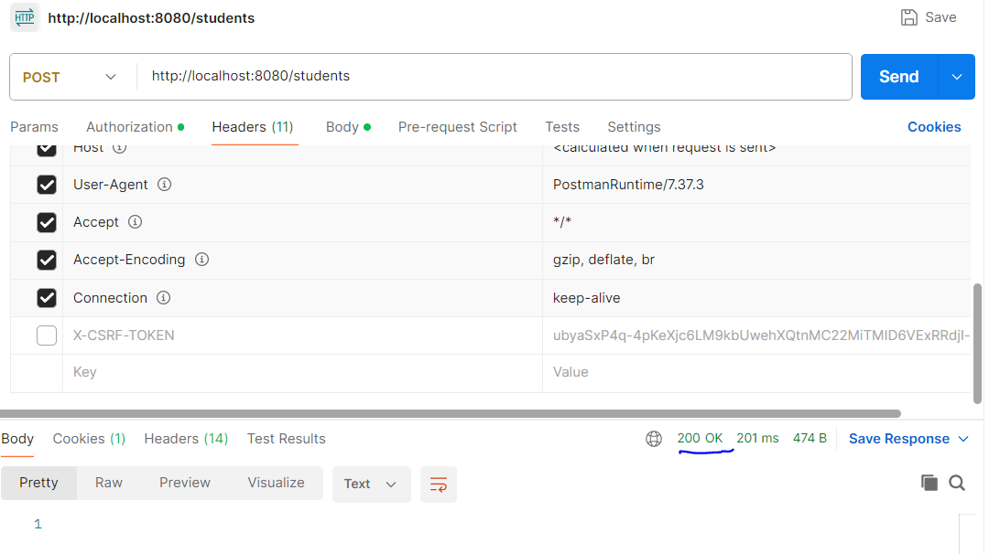 HTTP http://localhost:8080/students Save
POST http://localhost:8080/students Send
Params Authorization Headers (11) Body Pre-request Script Tests Settings Cookies
Host <calculated when request is sent>
User-Agent PostmanRuntime/7.37.3
Accept */*
Accept-Encoding gzip, deflate, br
Connection keep-alive
X-CSRF-TOKEN ubyaSxP4q-4pKeXjc6LM9kbUwehXQtnMC22MiTMID6VExRRdjI-
Key Value
Body Cookies (1) Headers (14) Test Results 200 OK 201 ms 474 B Save Response
Pretty Raw Preview Visualize Text
1